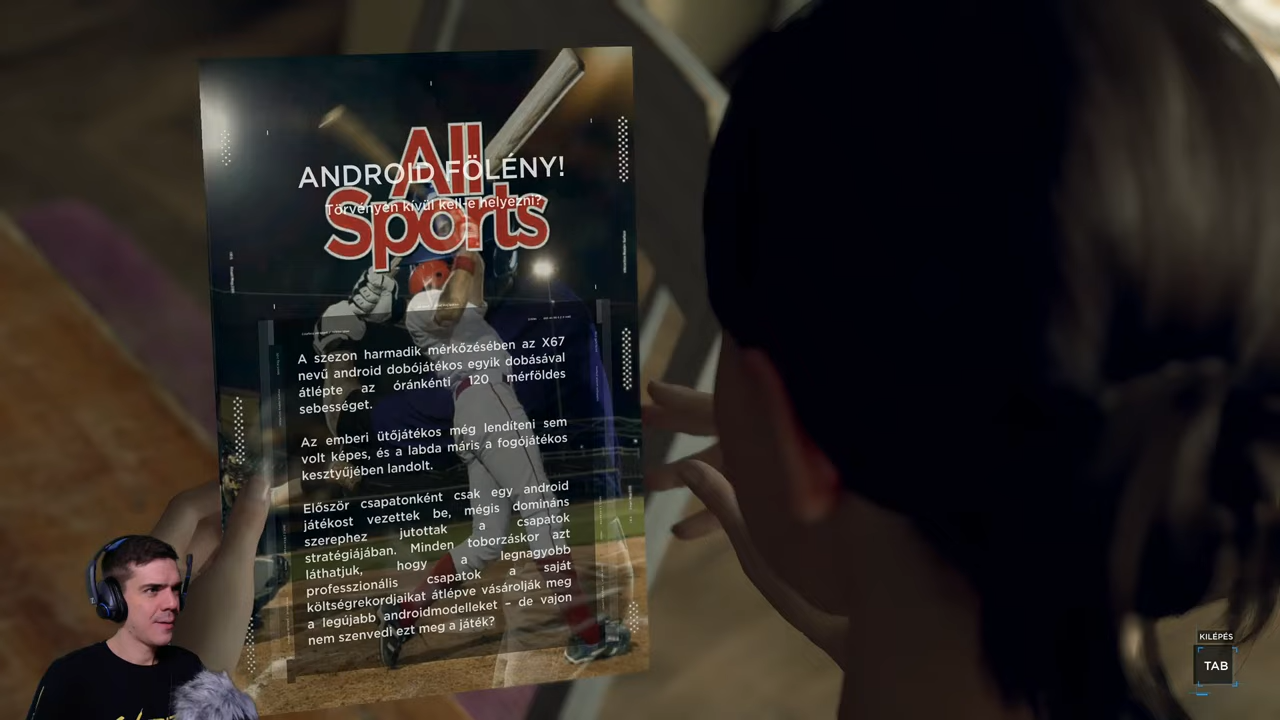 All
ANDROID FÖLÉNY!
Törvényen kívül kell-e helyezni?
Sports
A szezon harmadik mérkőzésében az X67
nevű android dobójátékos egyik dobásával
átlépte az óránkénti 120 mérföldes
sebességet.
Az emberi ütőjátékos még lendíteni sem
volt képes, és a labda máris a fogójátékos
kesztyűjében landolt.
Először csapatonként csak egy android
játékost vezettek be, mégis domináns
szerephez jutottak a csapatok
stratégiájában. Minden toborzáskor azt
láthatjuk, hogy a legnagyobb
professzionális csapatok a saját
költségrekordjaikat átlépve vásárolják meg
a legújabb androidmodelleket – de vajon
nem szenvedi ezt meg a játék?
KILÉPÉS
TAB